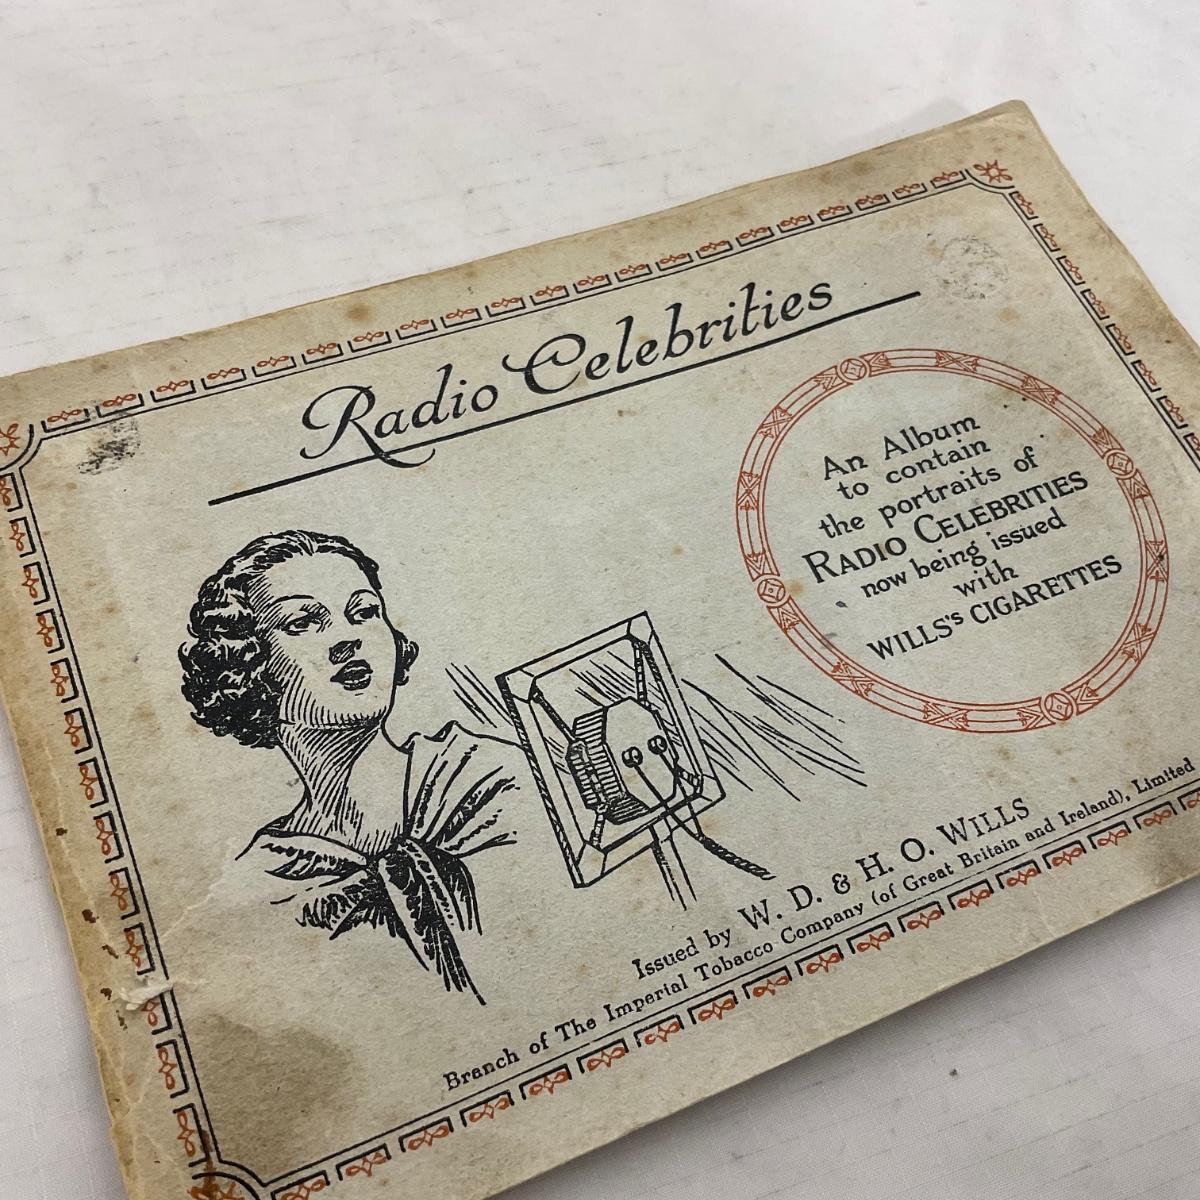 Radio Celebrities
An Album
to contain
the portraits of
RADIO CELEBRITIES
now being issued
with
WILLS's CIGARETTES
Issued by W. D. & H. O. WILLS
Branch of The Imperial Tobacco Company (of Great Britain and Ireland), Limited